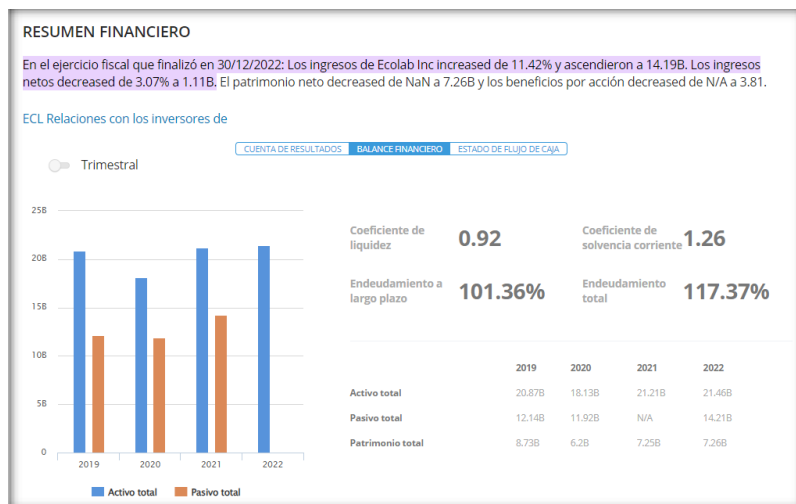 RESUMEN FINANCIERO
En el ejercicio fiscal que finalizó en 30/12/2022: Los ingresos de Ecolab Inc increased de 11.42% y ascendieron a 14.19B. Los ingresos
netos decreased de 3.07% a 1.11B. El patrimonio neto decreased de NaN a 7.26B y los beneficios por acción decreased de N/A a 3.81.
ECL Relaciones con los inversores de
CUENTA DE RESULTADOS BALANCE FINANCIERO ESTADO DE FLUJO DE CAJA
Trimestral
25B
20B
15B
10B
5B
0
2019 2020 2021 2022
Activo total Pasivo total
Coeficiente de
liquidez
0.92
Coeficiente de
solvencia corriente
1.26
Endeudamiento a
largo plazo
101.36%
Endeudamiento
total
117.37%
2019 2020 2021 2022
Activo total 20.87B 18.13B 21.21B 21.46B
Pasivo total 12.14B 11.92B N/A 14.21B
Patrimonio total 8.73B 6.2B 7.25B 7.26B